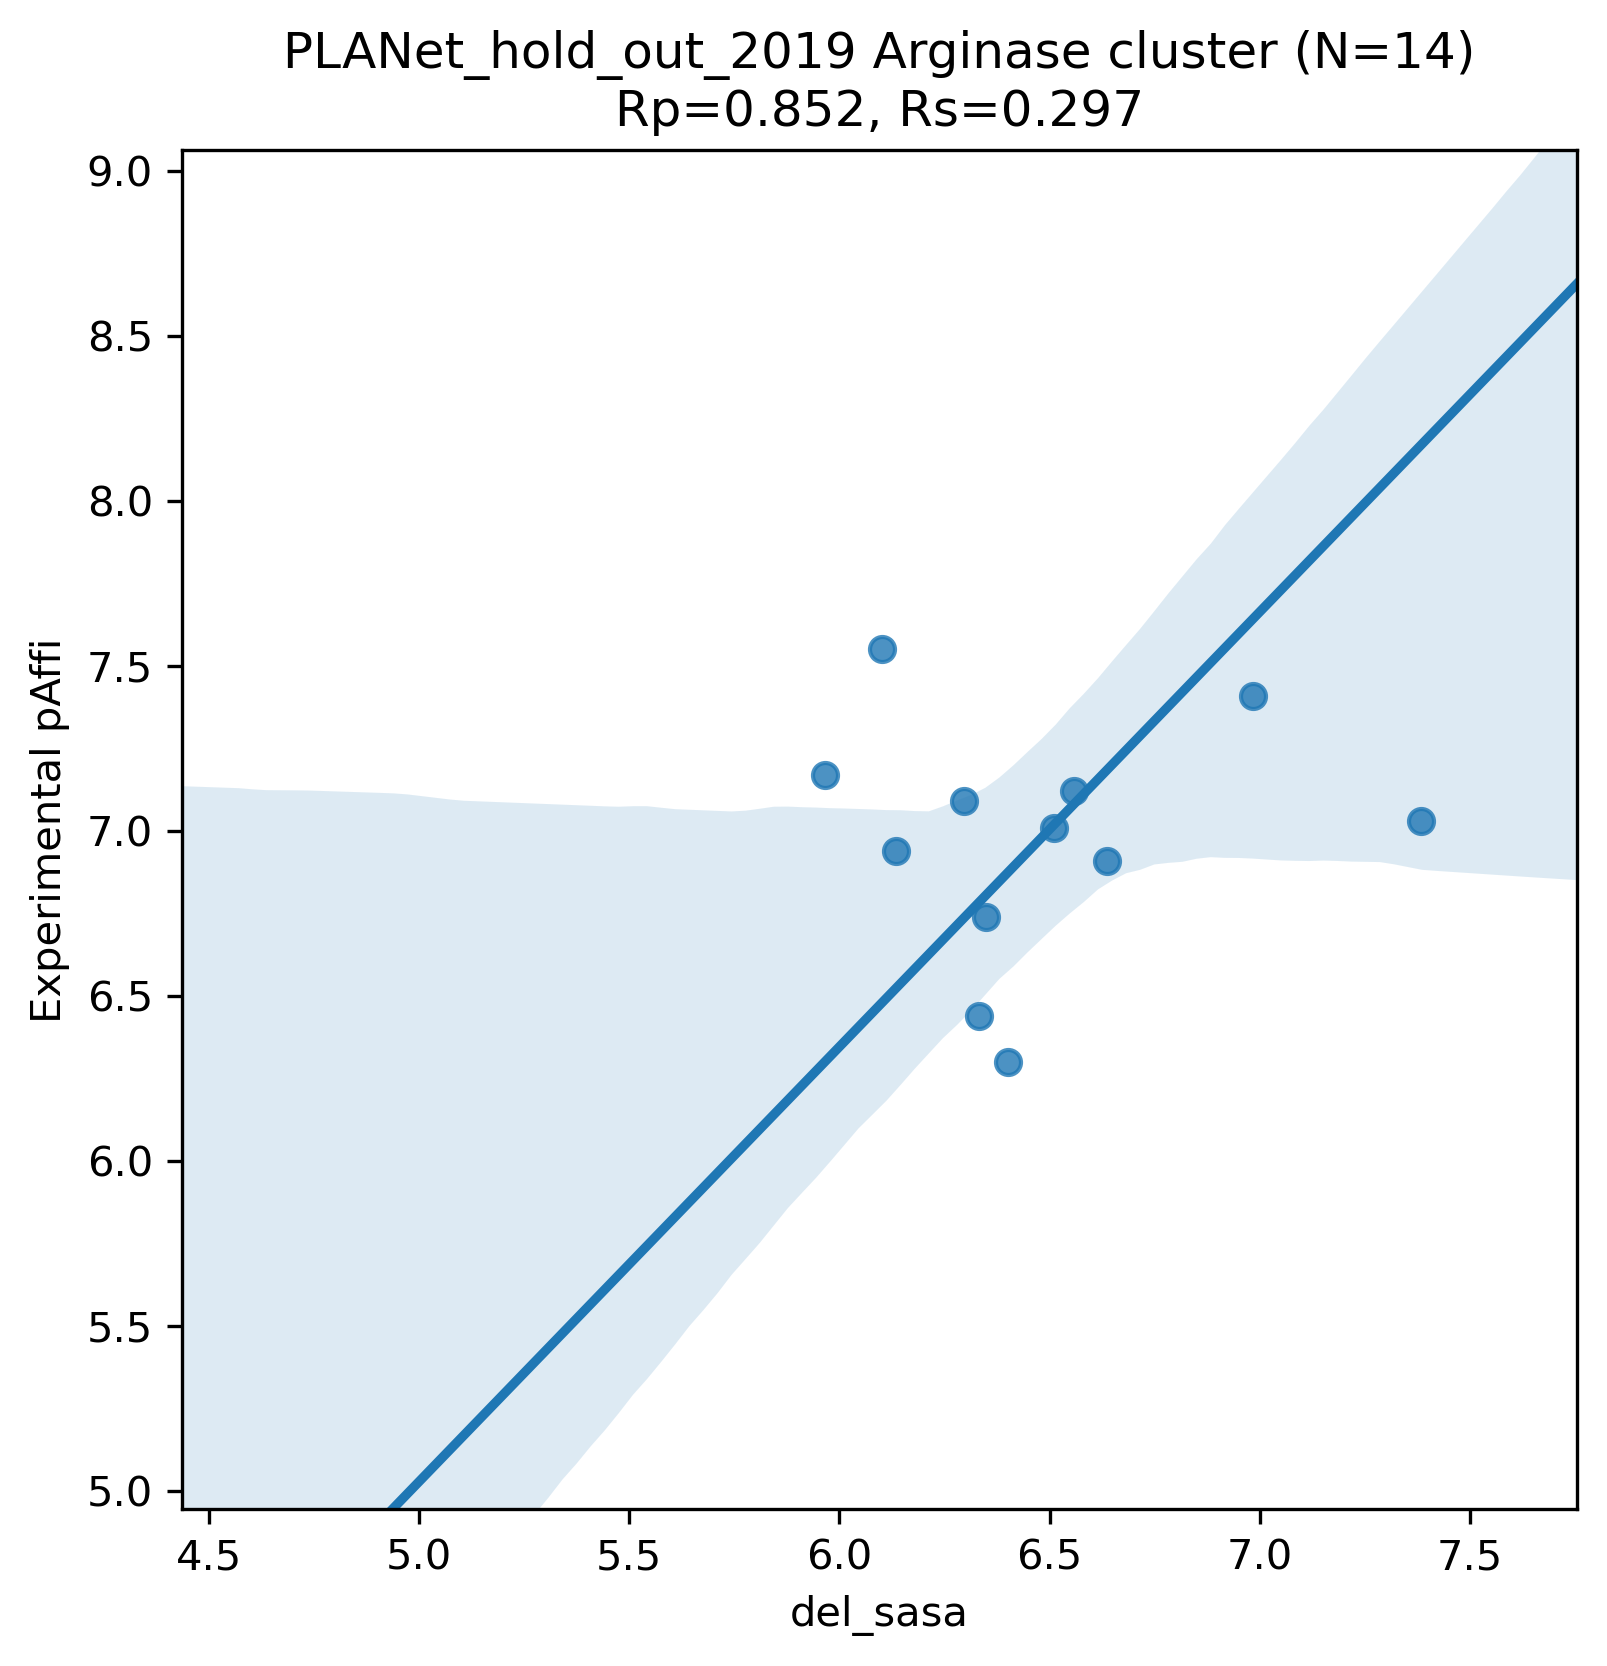 PLANet_hold_out_2019 Arginase cluster (N=14)
Rp=0.852, Rs=0.297
9.0
8.5
8.0
7.5
7.0
6.5
6.0
5.5
5.0
Experimental pAffi
4.5 5.0 5.5 6.0 6.5 7.0 7.5
del_sasa